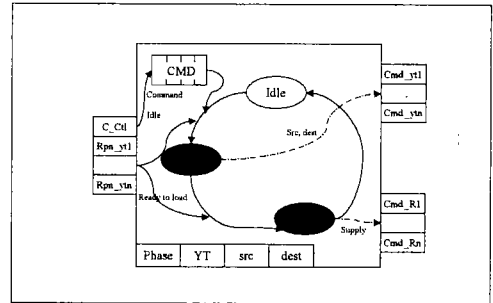 CMD
Command
Idle
Idle
C_Ctl
Rpn_yt1
Rpn_ytn
Ready to load
Src, dest
Supply
Cmd_yt1
.
Cmd_ytn
Cmd_R1
Cmd_Rn
Phase YT src dest